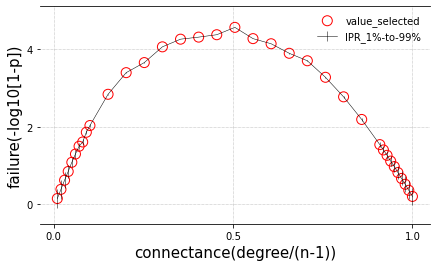 value_selected
IPR_1%-to-99%
failure(-log10[1-p])
4
2
0
0.0
0.5
1.0
connectance(degree/(n-1))